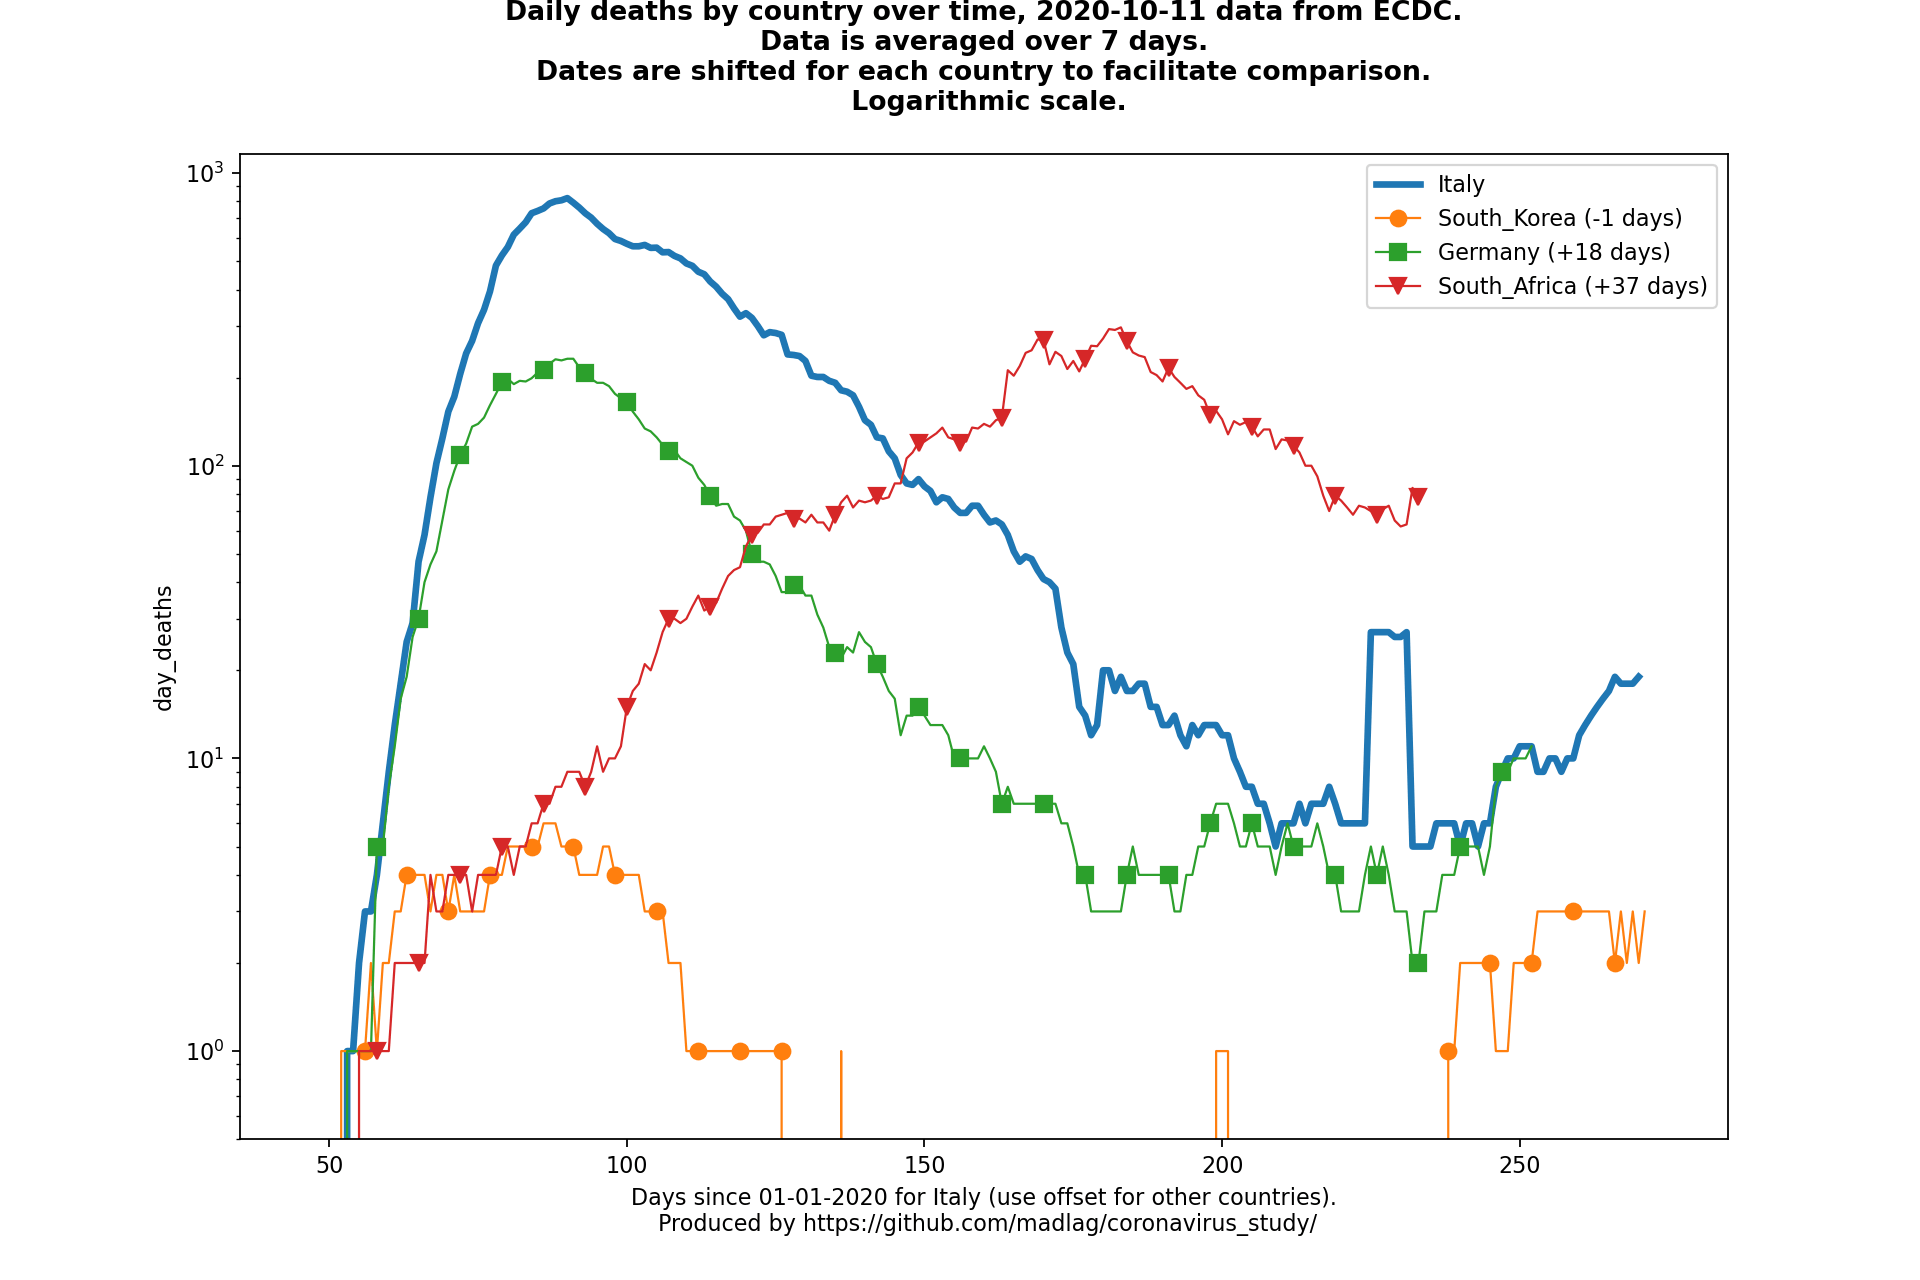 Daily deaths by country over time, 2020-10-11 data from ECDC.
Data is averaged over 7 days.
Dates are shifted for each country to facilitate comparison.
Logarithmic scale.
10³
10²
10¹
10⁰
day_deaths
Italy
South_Korea (-1 days)
Germany (+18 days)
South_Africa (+37 days)
50 100 150 200 250
Days since 01-01-2020 for Italy (use offset for other countries).
Produced by https://github.com/madlag/coronavirus_study/